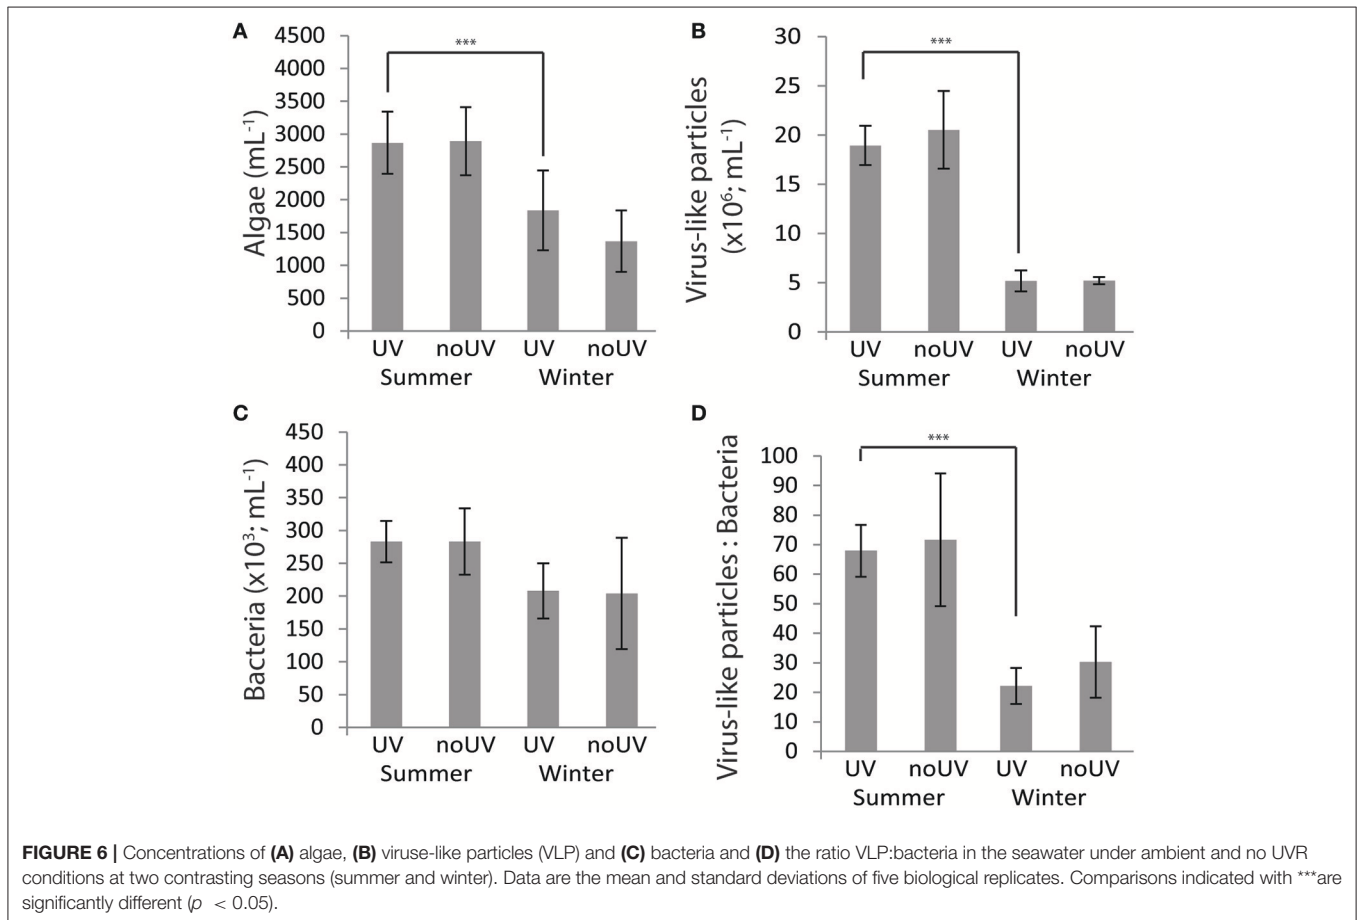 A
4500
4000
3500
3000
2500
2000
1500
1000
500
0
Algae (mL⁻¹)
***
UV noUV UV noUV
Summer Winter
B
30
25
20
15
10
5
0
Virus-like particles
(x10⁶; mL⁻¹)
***
UV noUV UV noUV
Summer Winter
C
450
400
350
300
250
200
150
100
50
0
Bacteria (x10³; mL⁻¹)
UV noUV UV noUV
Summer Winter
D
100
90
80
70
60
50
40
30
20
10
0
Virus-like particles : Bacteria
***
UV noUV UV noUV
Summer Winter
FIGURE 6 | Concentrations of (A) algae, (B) viruse-like particles (VLP) and (C) bacteria and (D) the ratio VLP:bacteria in the seawater under ambient and no UVR
conditions at two contrasting seasons (summer and winter). Data are the mean and standard deviations of five biological replicates. Comparisons indicated with ***are
significantly different (p < 0.05).